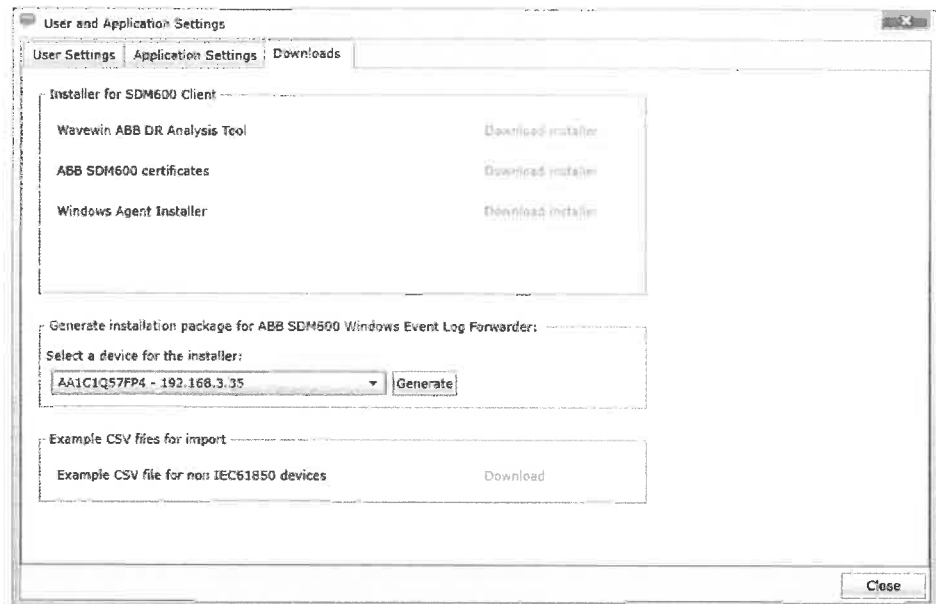 User and Application Settings
User Settings
Application Settings
Downloads
Installer for SDM600 Client
Wavewin ABB DR Analysis Tool
Download installer
ABB SDM600 certificates
Download installer
Windows Agent Installer
Download installer
Generate installation package for ABB SDM600 Windows Event Log Forwarder:
Select a device for the installer:
AA1C1Q57FP4 - 192.168.3.35
Generate
Example CSV files for import
Example CSV file for non IEC61850 devices
Download
Close